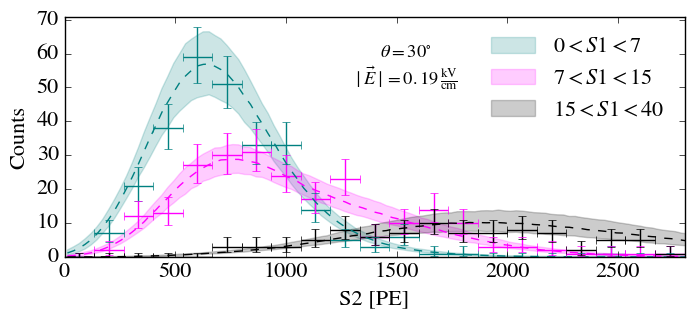 70
60
50
40
30
20
10
0
Counts
θ = 30°
|E⃗| = 0.19 kV/cm
0 < S1 < 7
7 < S1 < 15
15 < S1 < 40
0 500 1000 1500 2000 2500
S2 [PE]